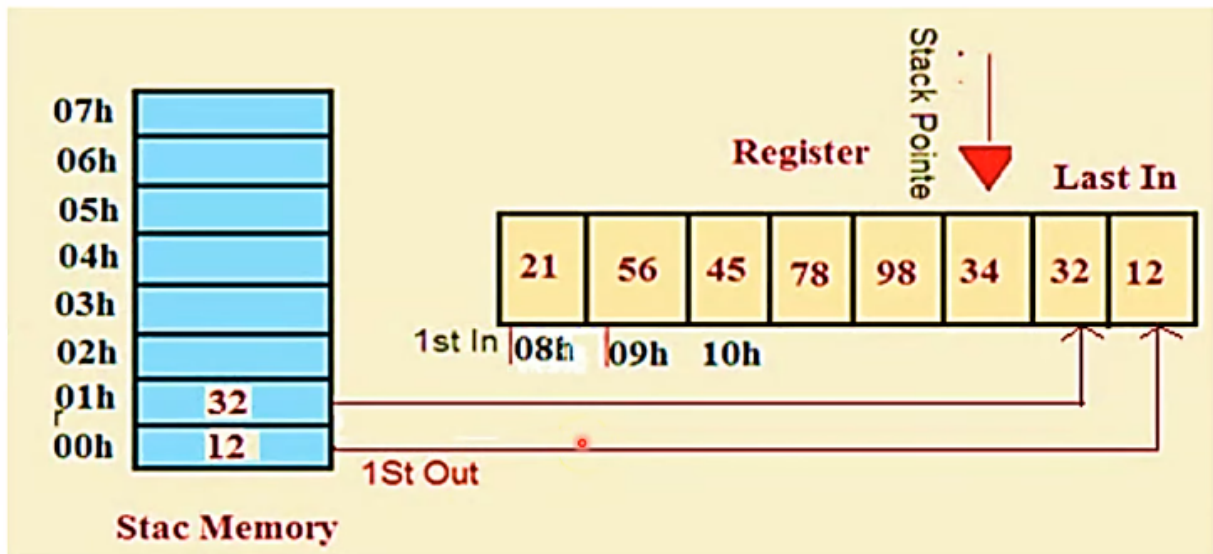 07h
06h
05h
04h
03h
02h
01h
r
00h
32
12
Stac Memory
1St Out
Register
Stack Pointe
Last In
21 56 45 78 98 34 32 12
1st In 08h 09h 10h